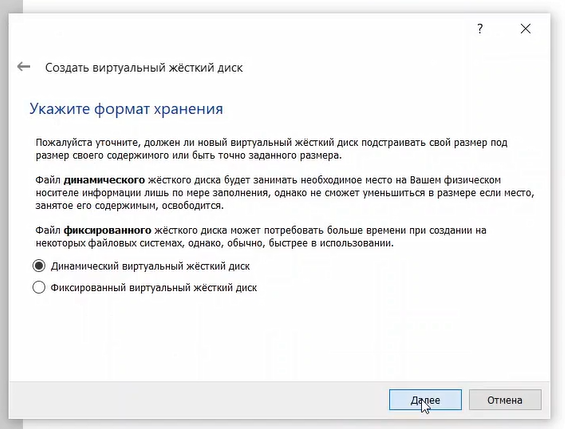 ?
Создать виртуальный жёсткий диск
Укажите формат хранения
Пожалуйста уточните, должен ли новый виртуальный жёсткий диск подстраивать свой размер под
размер своего содержимого или быть точно заданного размера.
Файл динамического жёсткого диска будет занимать необходимое место на Вашем физическом
носителе информации лишь по мере заполнения, однако не сможет уменьшиться в размере если место,
занятое его содержимым, освободится.
Файл фиксированного жёсткого диска может потребовать больше времени при создании на
некоторых файловых системах, однако, обычно, быстрее в использовании.
Динамический виртуальный жёсткий диск
Фиксированный виртуальный жёсткий диск
Далее Отмена